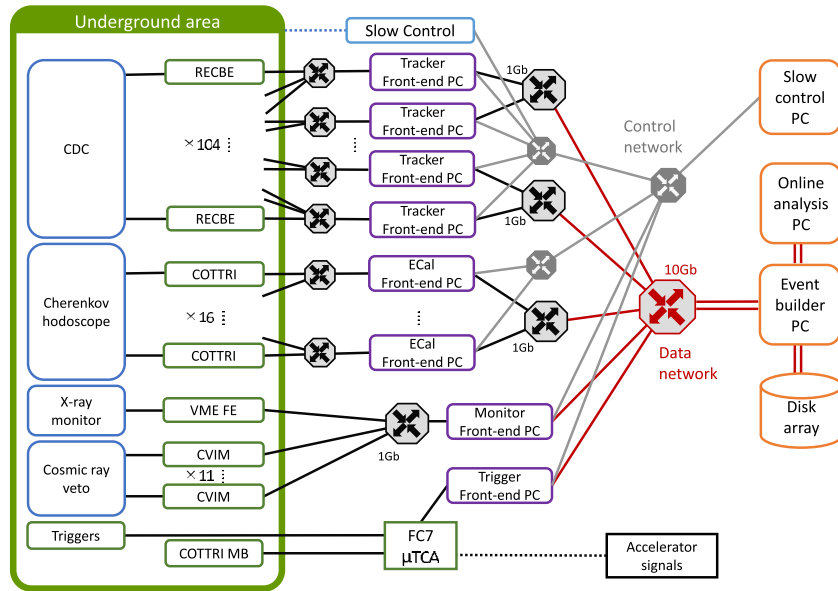 Underground area
Slow Control
CDC
RECBE
×104 ⋮
RECBE
Tracker
Front-end PC
Tracker
Front-end PC
⋮
Tracker
Front-end PC
Tracker
Front-end PC
1Gb
1Gb
Control
network
Slow
control
PC
Online
analysis
PC
Cherenkov
hodoscope
COTTRI
×16 ⋮
COTTRI
ECal
Front-end PC
⋮
ECal
Front-end PC
1Gb
10Gb
Data
network
Event
builder
PC
Disk
array
X-ray
monitor
VME FE
1Gb
Monitor
Front-end PC
Cosmic ray
veto
CVIM
×11 ⋮
CVIM
Trigger
Front-end PC
Triggers
COTTRI MB
FC7
μTCA
Accelerator
signals